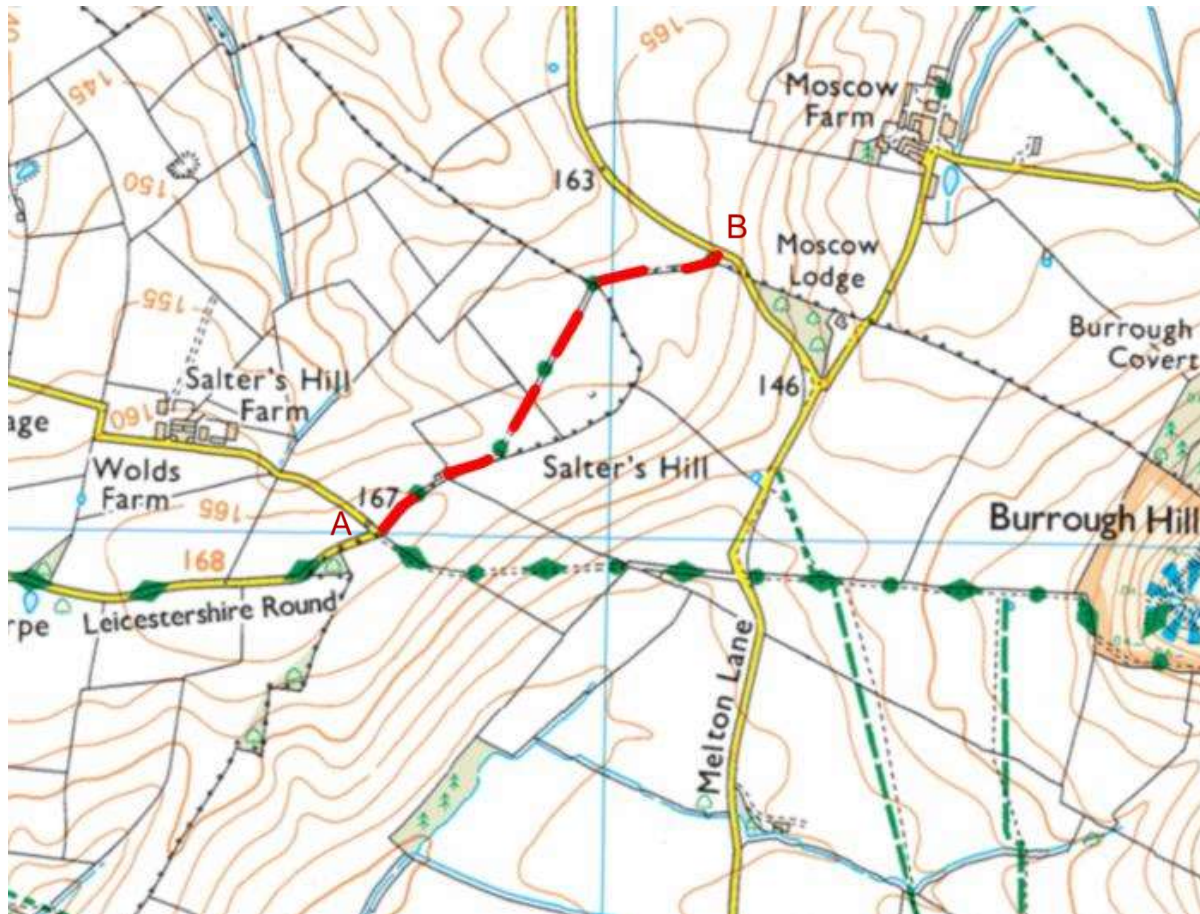 165
Moscow
Farm
145
163
150
B
Moscow
Lodge
155
Burrough
Covert
Salter's Hill
Farm
146
age
160
Wolds
Farm
167
Salter's Hill
165
A
Burrough Hill
168
Leicestershire Round
rpe
Melton Lane